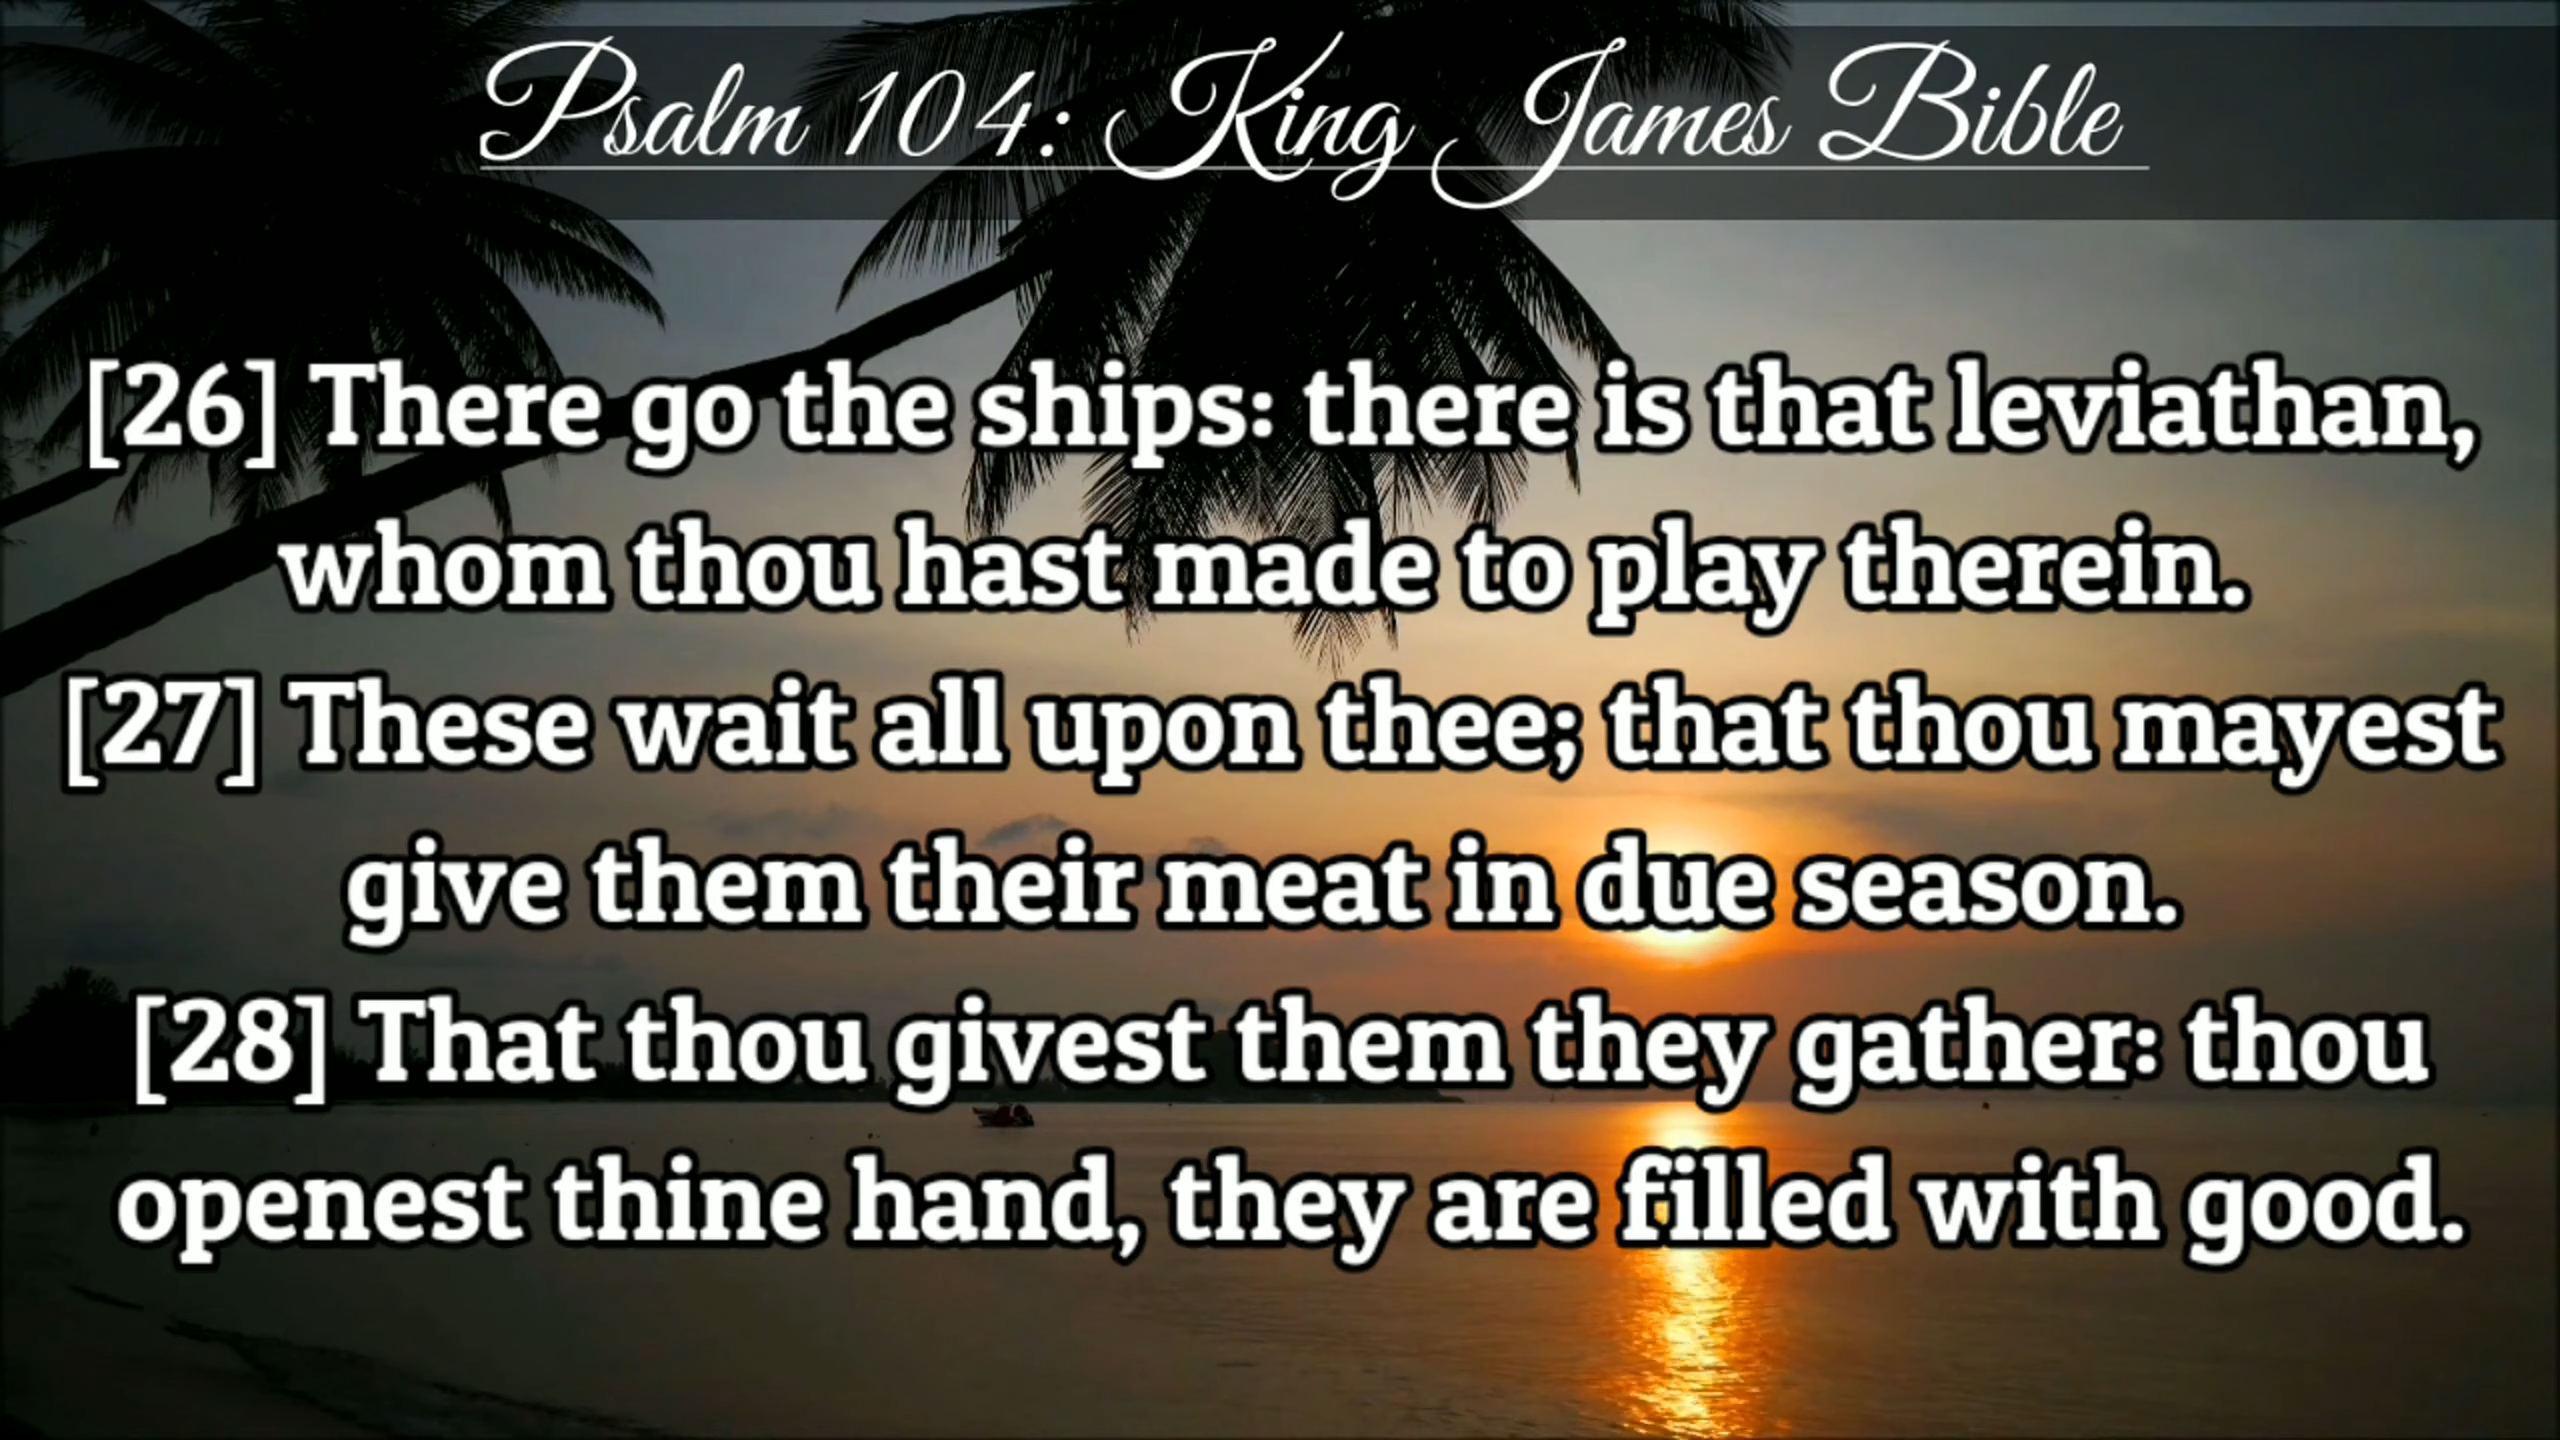 Psalm 104: King James Bible
[26] There go the ships: there is that leviathan,
whom thou hast made to play therein.
[27] These wait all upon thee; that thou mayest
give them their meat in due season.
[28] That thou givest them they gather: thou
openest thine hand, they are filled with good.